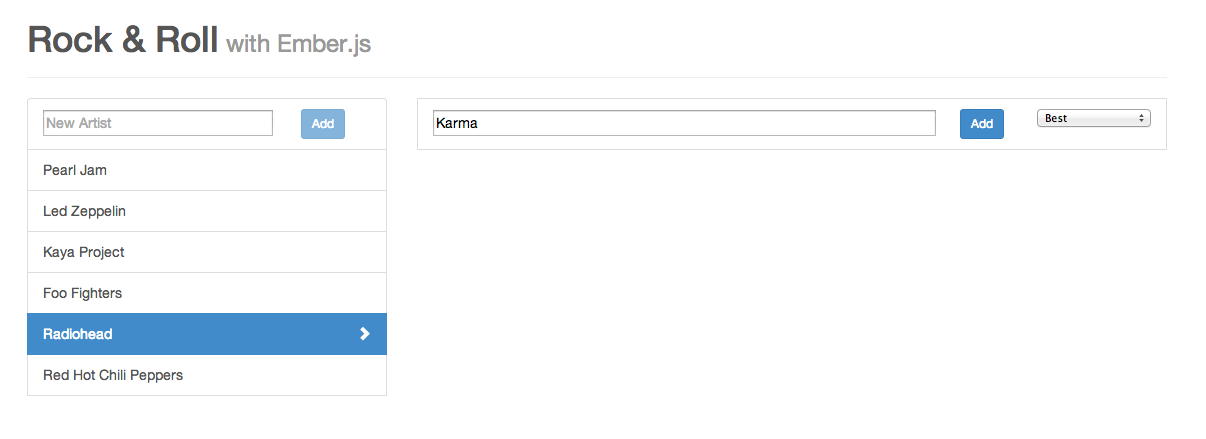 Rock & Roll with Ember.js
New Artist Add
Karma Add Best
Pearl Jam
Led Zeppelin
Kaya Project
Foo Fighters
Radiohead
Red Hot Chili Peppers